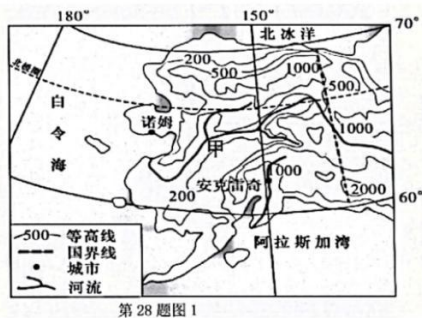 180° 150° 70°
北冰洋
200
500
1000
500
北极圈
白令海
诺姆
1000
甲
安克雷奇
1000
200
2000
60°
阿拉斯加湾
500 等高线
国界线
城市
河流
第28题图1